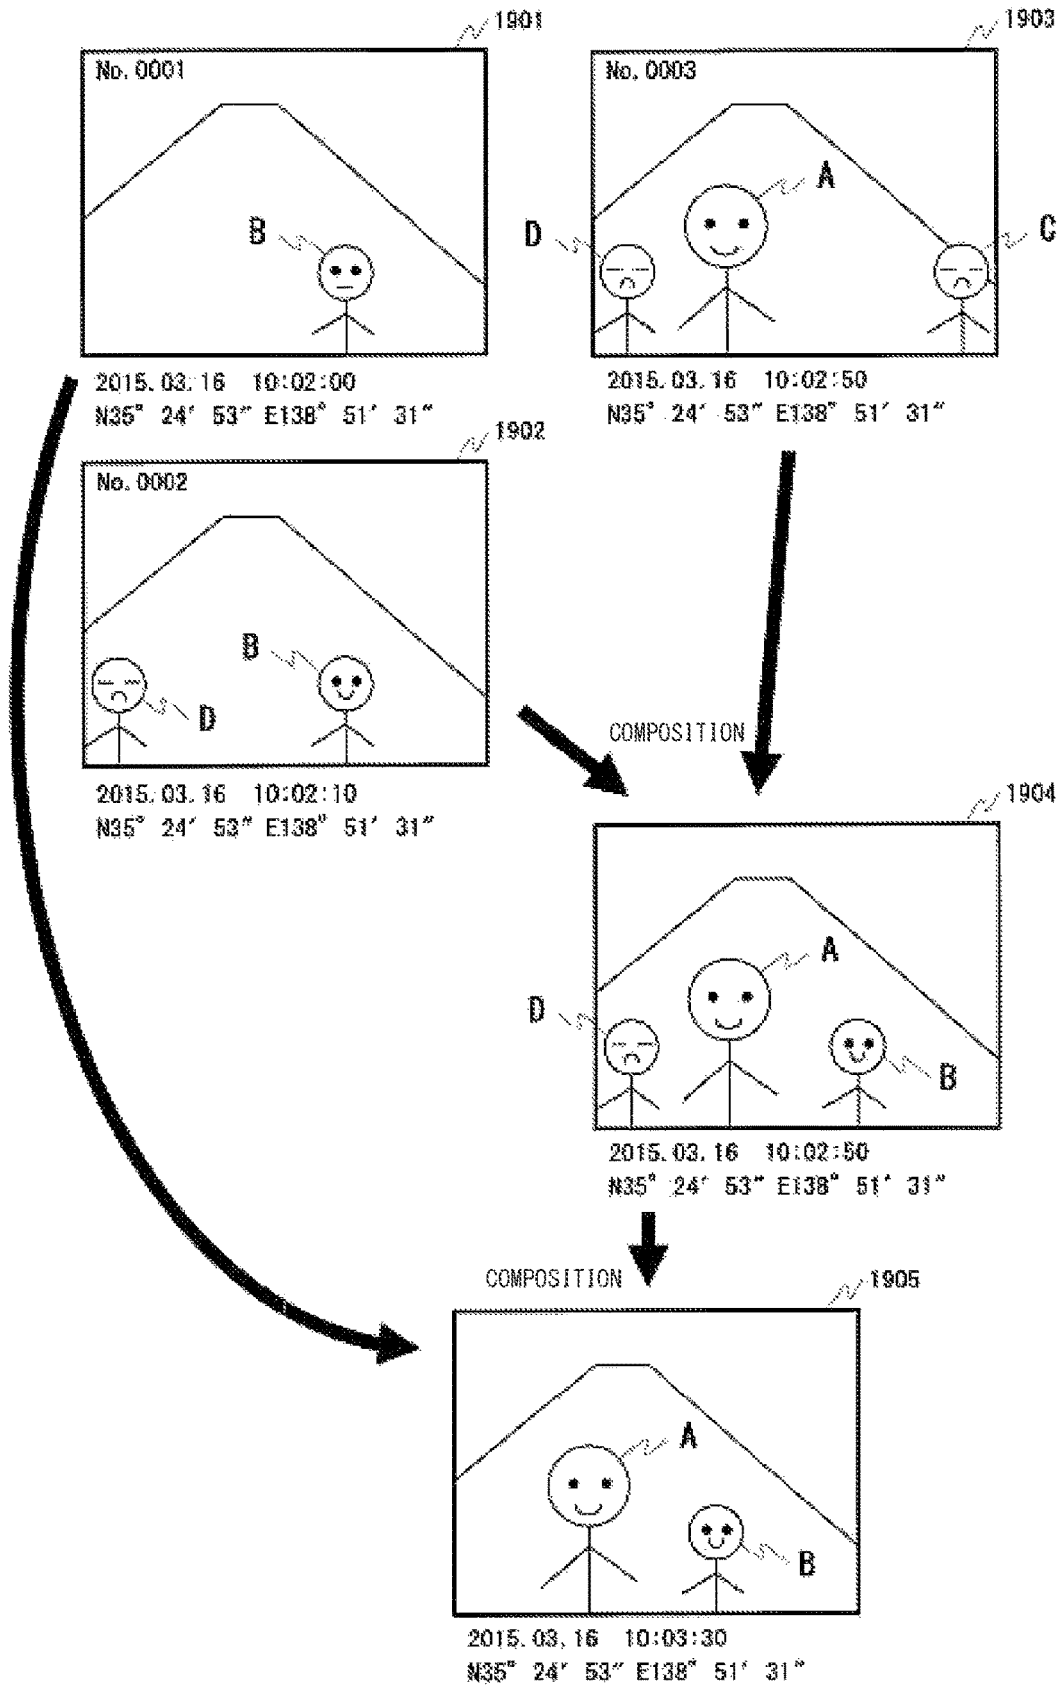 1901
No.0001
B
2015.03.16 10:02:00
N35° 24′ 53″ E138° 51′ 31″
1903
No.0003
A
D
C
2015.03.16 10:02:50
N35° 24′ 53″ E138° 51′ 31″
1902
No.0002
B
D
2015.03.16 10:02:10
N35° 24′ 53″ E138° 51′ 31″
COMPOSITION
1904
A
D
B
2015.03.16 10:02:50
N35° 24′ 53″ E138° 51′ 31″
COMPOSITION
1905
A
B
2015.03.16 10:03:30
N35° 24′ 53″ E138° 51′ 31″